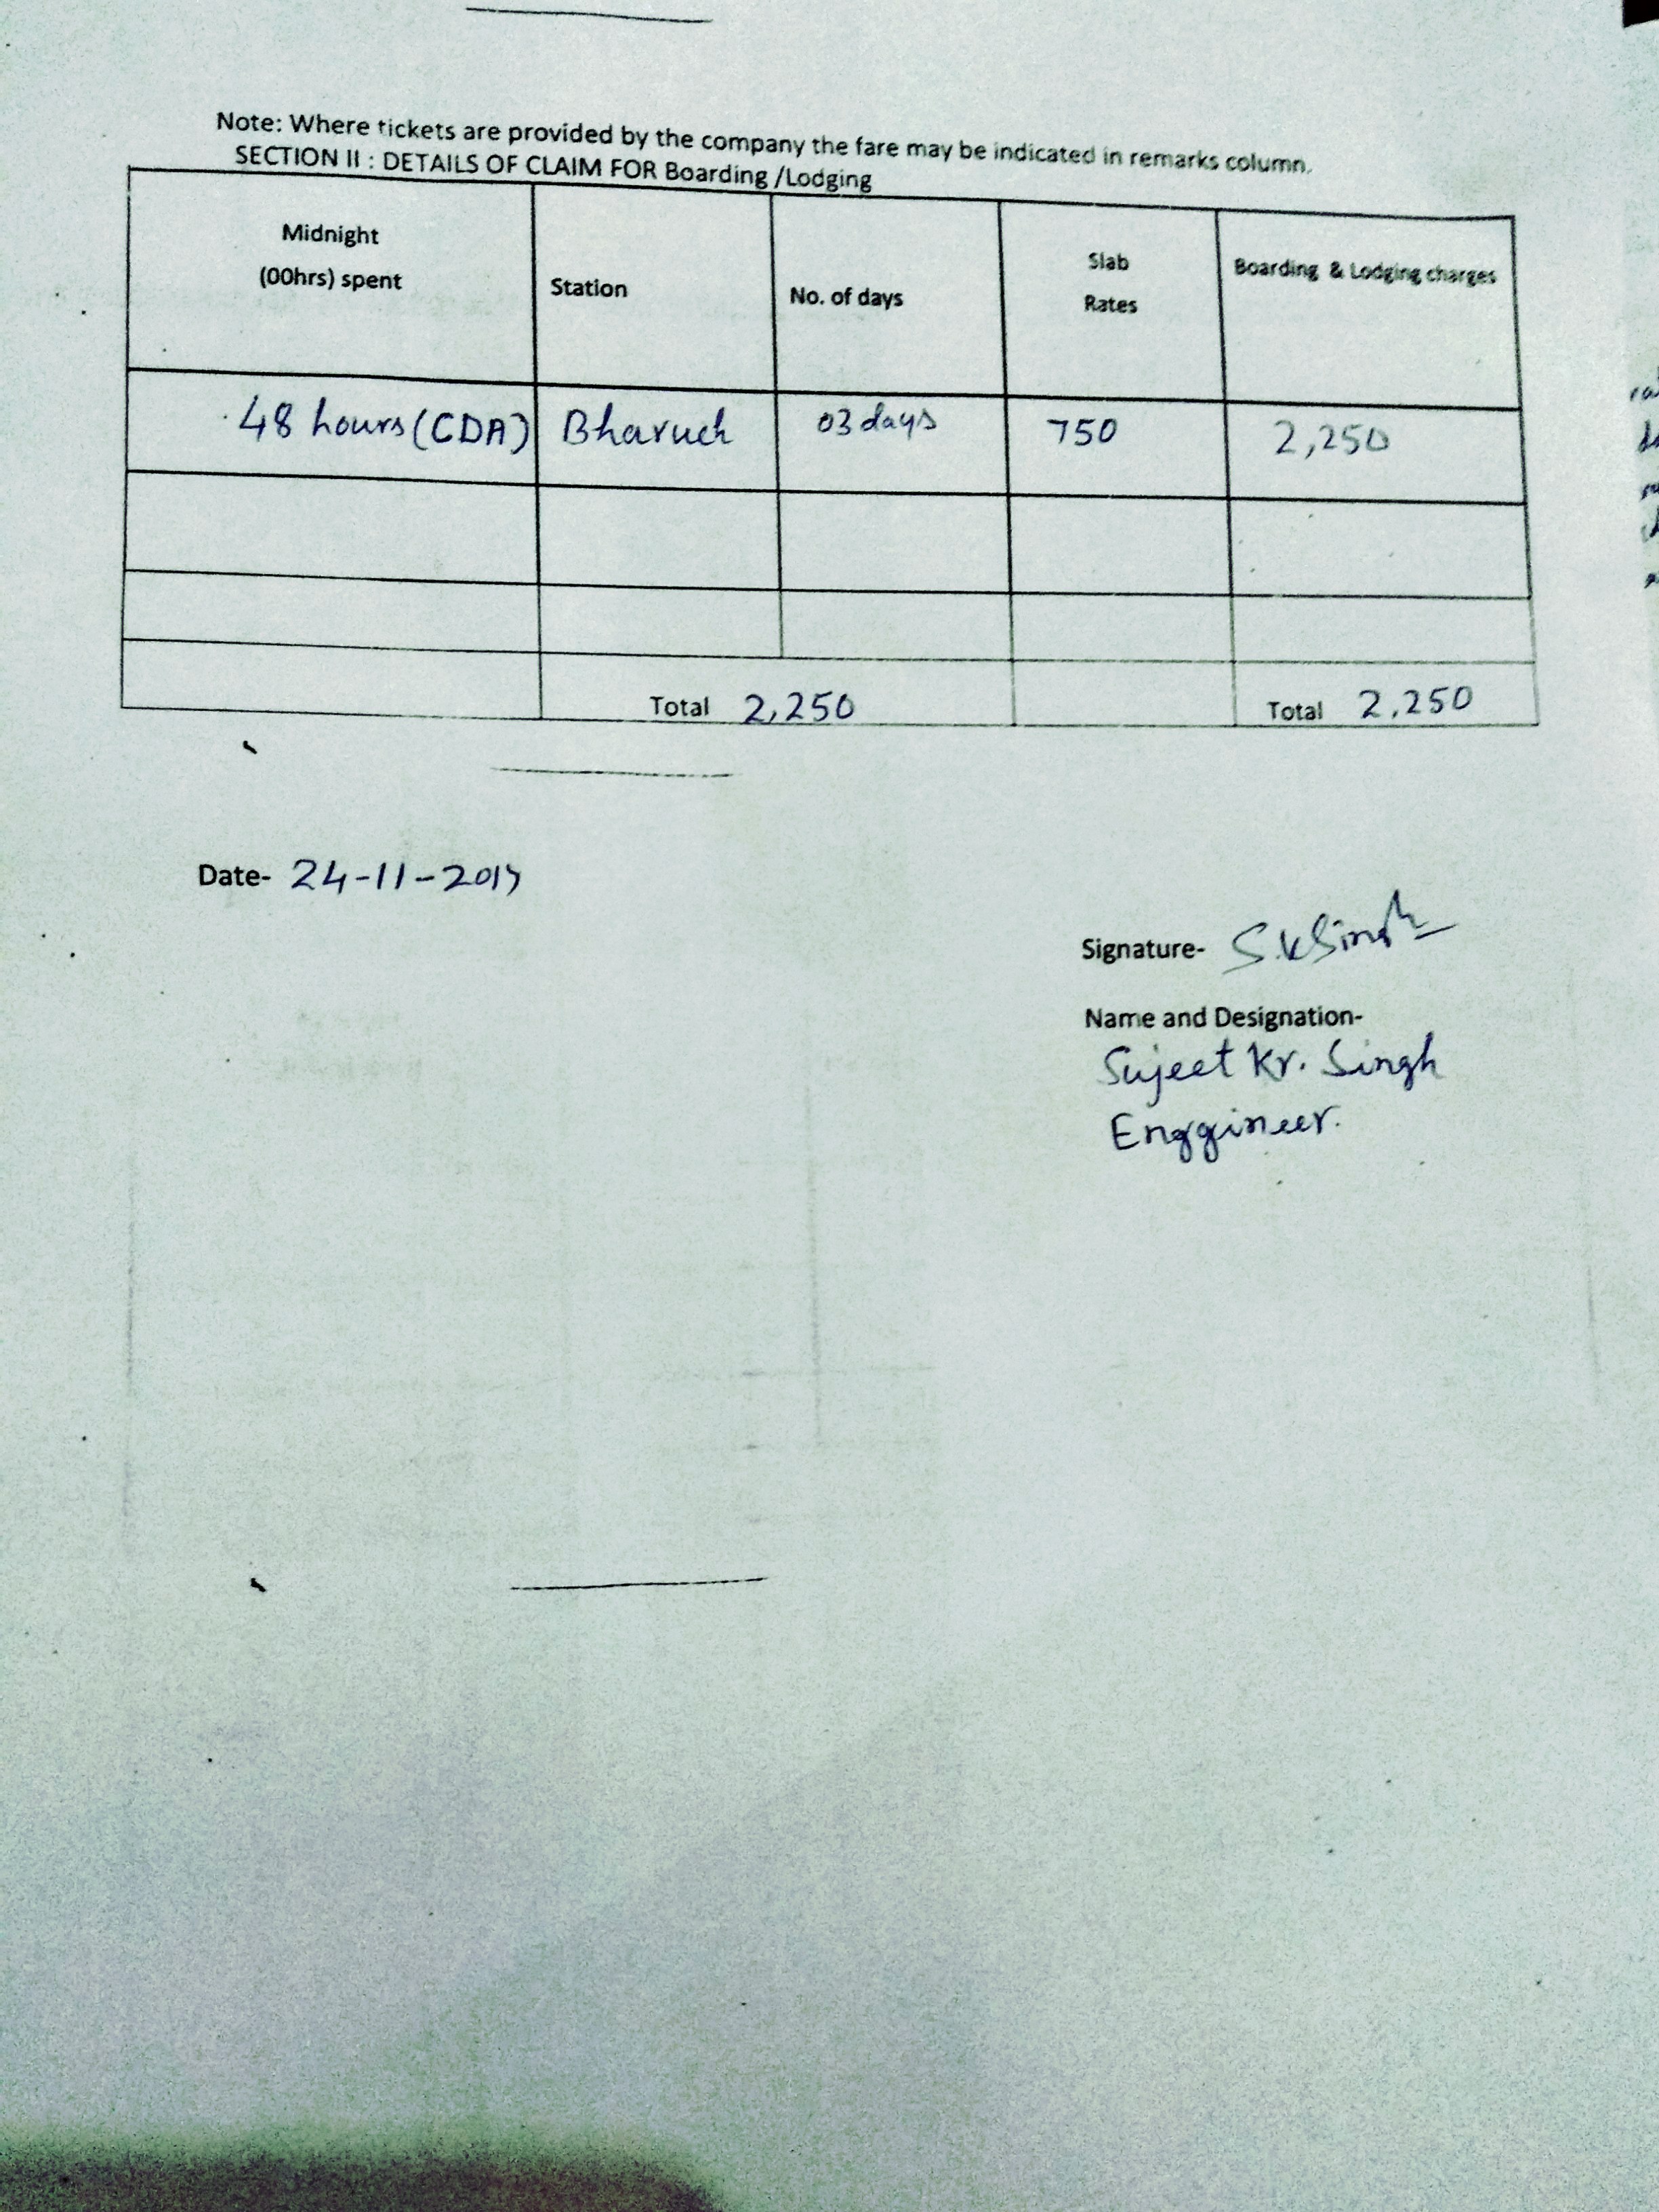 Note: Where tickets are provided by the company the fare may be indicated in remarks column.
SECTION II : DETAILS OF CLAIM FOR Boarding /Lodging
Midnight (00hrs) spent
Station
No. of days
Slab Rates
Boarding & Lodging charges
48 hours (CDA) Bharuch 03 days 750 2,250
Total 2,250 Total 2,250
Date- 24-11-2017
Signature- S.K Singh
Name and Designation-
Sujeet Kr. Singh
Enggineer.